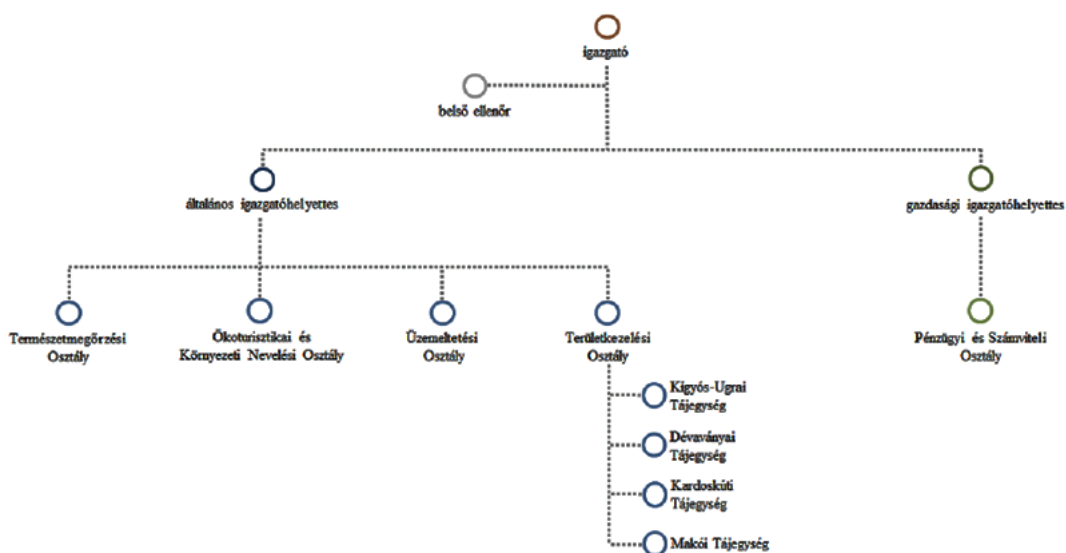 igazgató
belső ellenőr
általános igazgatóhelyettes
gazdasági igazgatóhelyettes
Természetmegőrzési
Osztály
Ökoturisztikai és
Környezeti Nevelési Osztály
Üzemeltetési
Osztály
Területkezelési
Osztály
Pénzügyi és Számviteli
Osztály
Kígyós-Ugrai
Tájegység
Dévaványai
Tájegység
Kardoskúti
Tájegység
Makói Tájegység